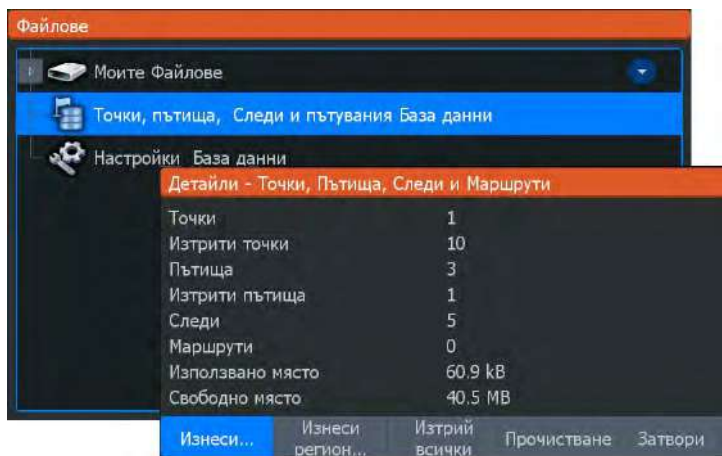 Файлове
Моите Файлове
Точки, пътища, Следи и пътувания База данни
Настройки База данни
Детайли - Точки, Пътища, Следи и Маршрути
Точки 1
Изтрити точки 10
Пътища 3
Изтрити пътища 1
Следи 5
Маршрути 0
Използвано място 60.9 kB
Свободно място 40.5 MB
Изнеси... Изнеси регион... Изтрий всички Прочистване Затвори